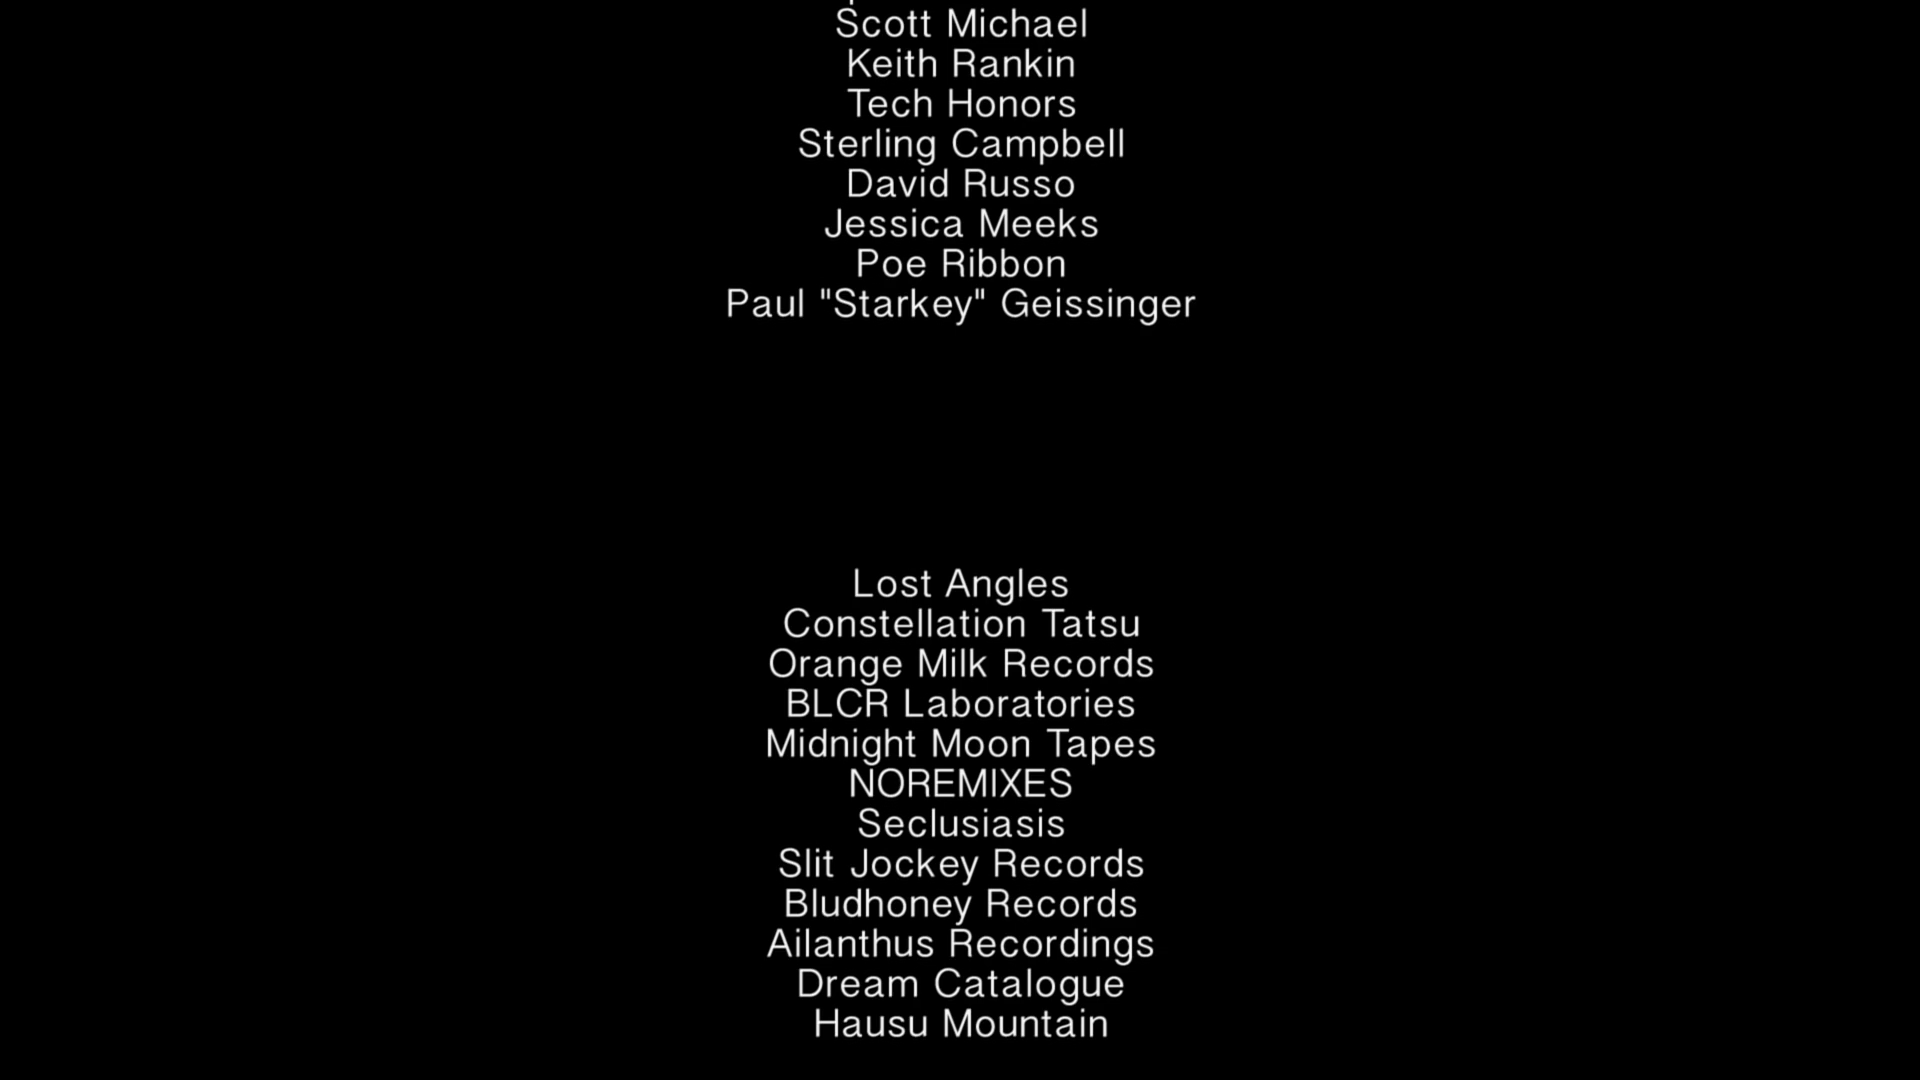 Scott Michael
Keith Rankin
Tech Honors
Sterling Campbell
David Russo
Jessica Meeks
Poe Ribbon
Paul "Starkey" Geissinger
Lost Angles
Constellation Tatsu
Orange Milk Records
BLCR Laboratories
Midnight Moon Tapes
NOREMIXES
Seclusiasis
Slit Jockey Records
Bludhoney Records
Ailanthus Recordings
Dream Catalogue
Hausu Mountain